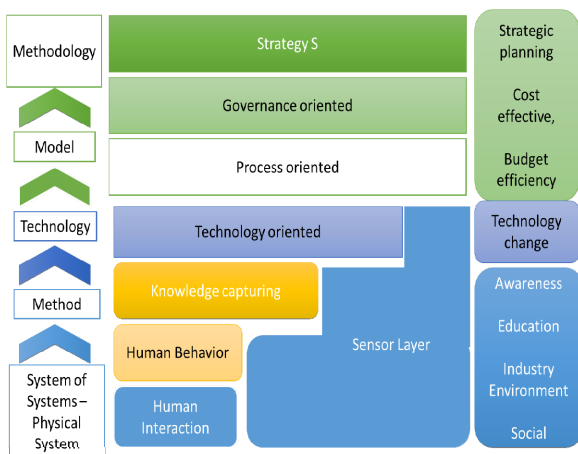 Methodology
Model
Technology
Method
System of
Systems –
Physical
System
Strategy S
Governance oriented
Process oriented
Technology oriented
Knowledge capturing
Human Behavior
Human
Interaction
Sensor Layer
Strategic
planning
Cost
effective,
Budget
efficiency
Technology
change
Awareness
Education
Industry
Environment
Social